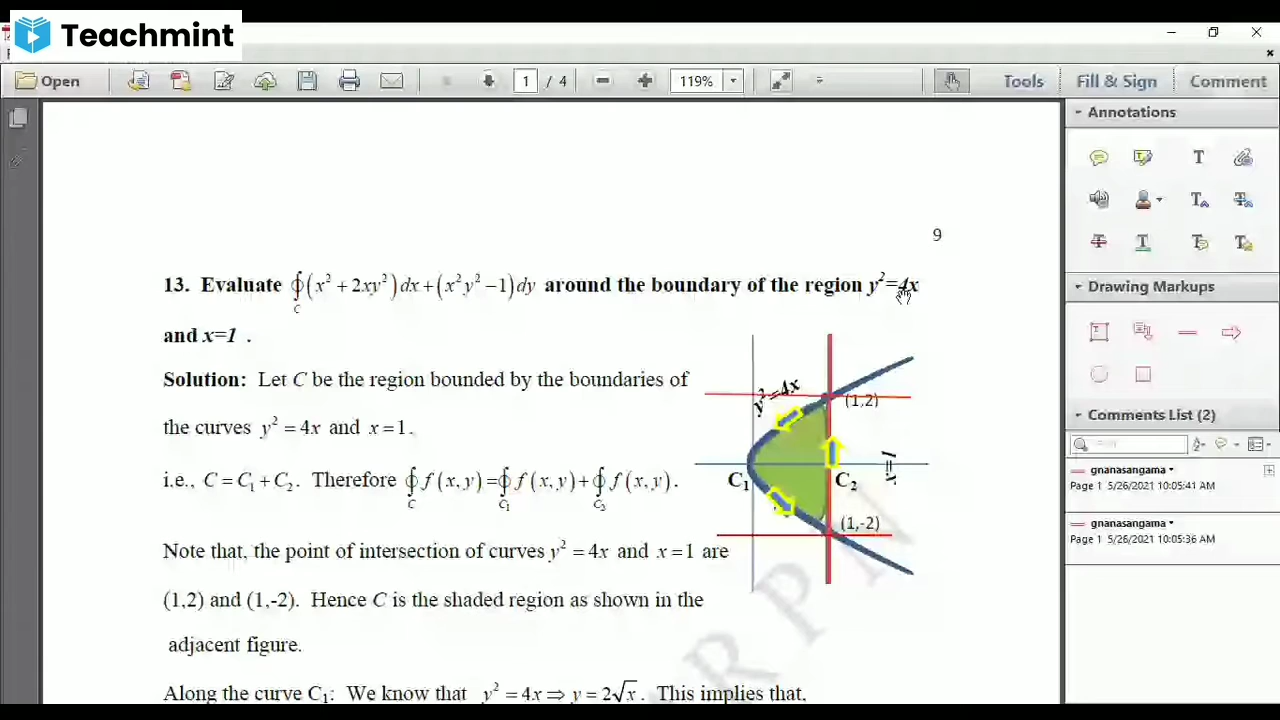 Teachmint
Open
1 / 4
119%
Tools
Fill & Sign
Comment
Annotations
9
13. Evaluate ∮_C (x² + 2xy²) dx + (x²y² −1) dy around the boundary of the region y²=4x
and x=1 .
Solution: Let C be the region bounded by the boundaries of
the curves y² = 4x and x = 1.
i.e., C = C₁ + C₂. Therefore ∮_C f(x, y) = ∮_C₁ f(x, y) + ∮_C₂ f(x, y).
Note that, the point of intersection of curves y² = 4x and x = 1 are
(1,2) and (1,-2). Hence C is the shaded region as shown in the
adjacent figure.
Along the curve C₁: We know that y² = 4x ⇒ y = 2√x. This implies that,
y²=4x
(1,2)
x=1
C₁
C₂
(1,-2)
R P N
Drawing Markups
Comments List (2)
gnanasangama
Page 1 5/26/2021 10:05:41 AM
gnanasangama
Page 1 5/26/2021 10:05:36 AM